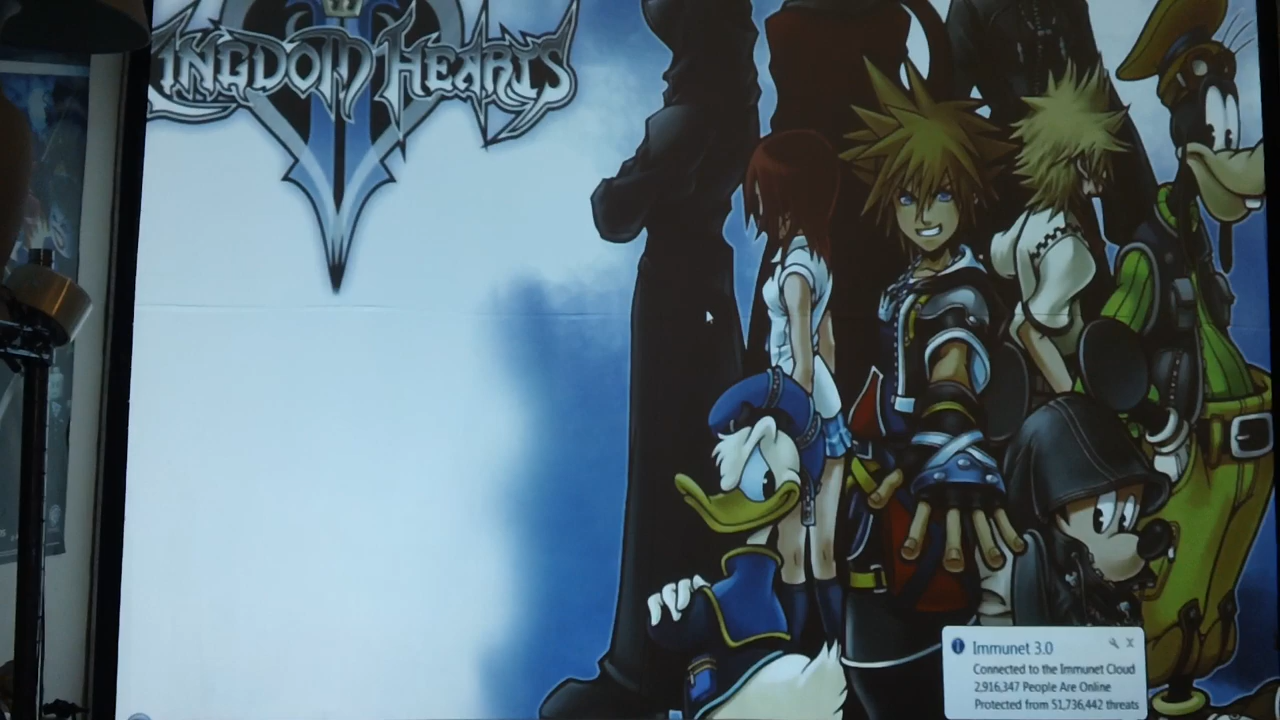 KINGDOM HEARTS
II
Immunet 3.0
Connected to the Immunet Cloud
2,916,347 People Are Online
Protected from 51,736,442 threats